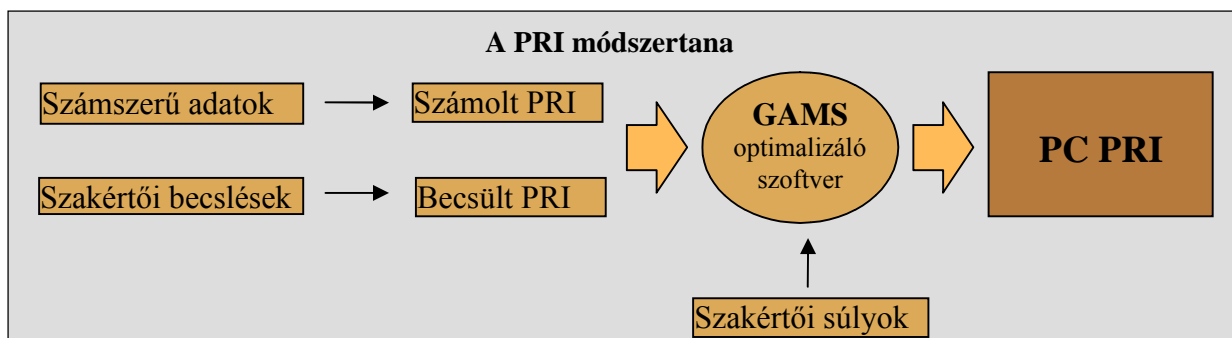 A PRI módszertana
Számszerű adatok
Számolt PRI
Szakértői becslések
Becsült PRI
GAMS
optimalizáló
szoftver
PC PRI
Szakértői súlyok